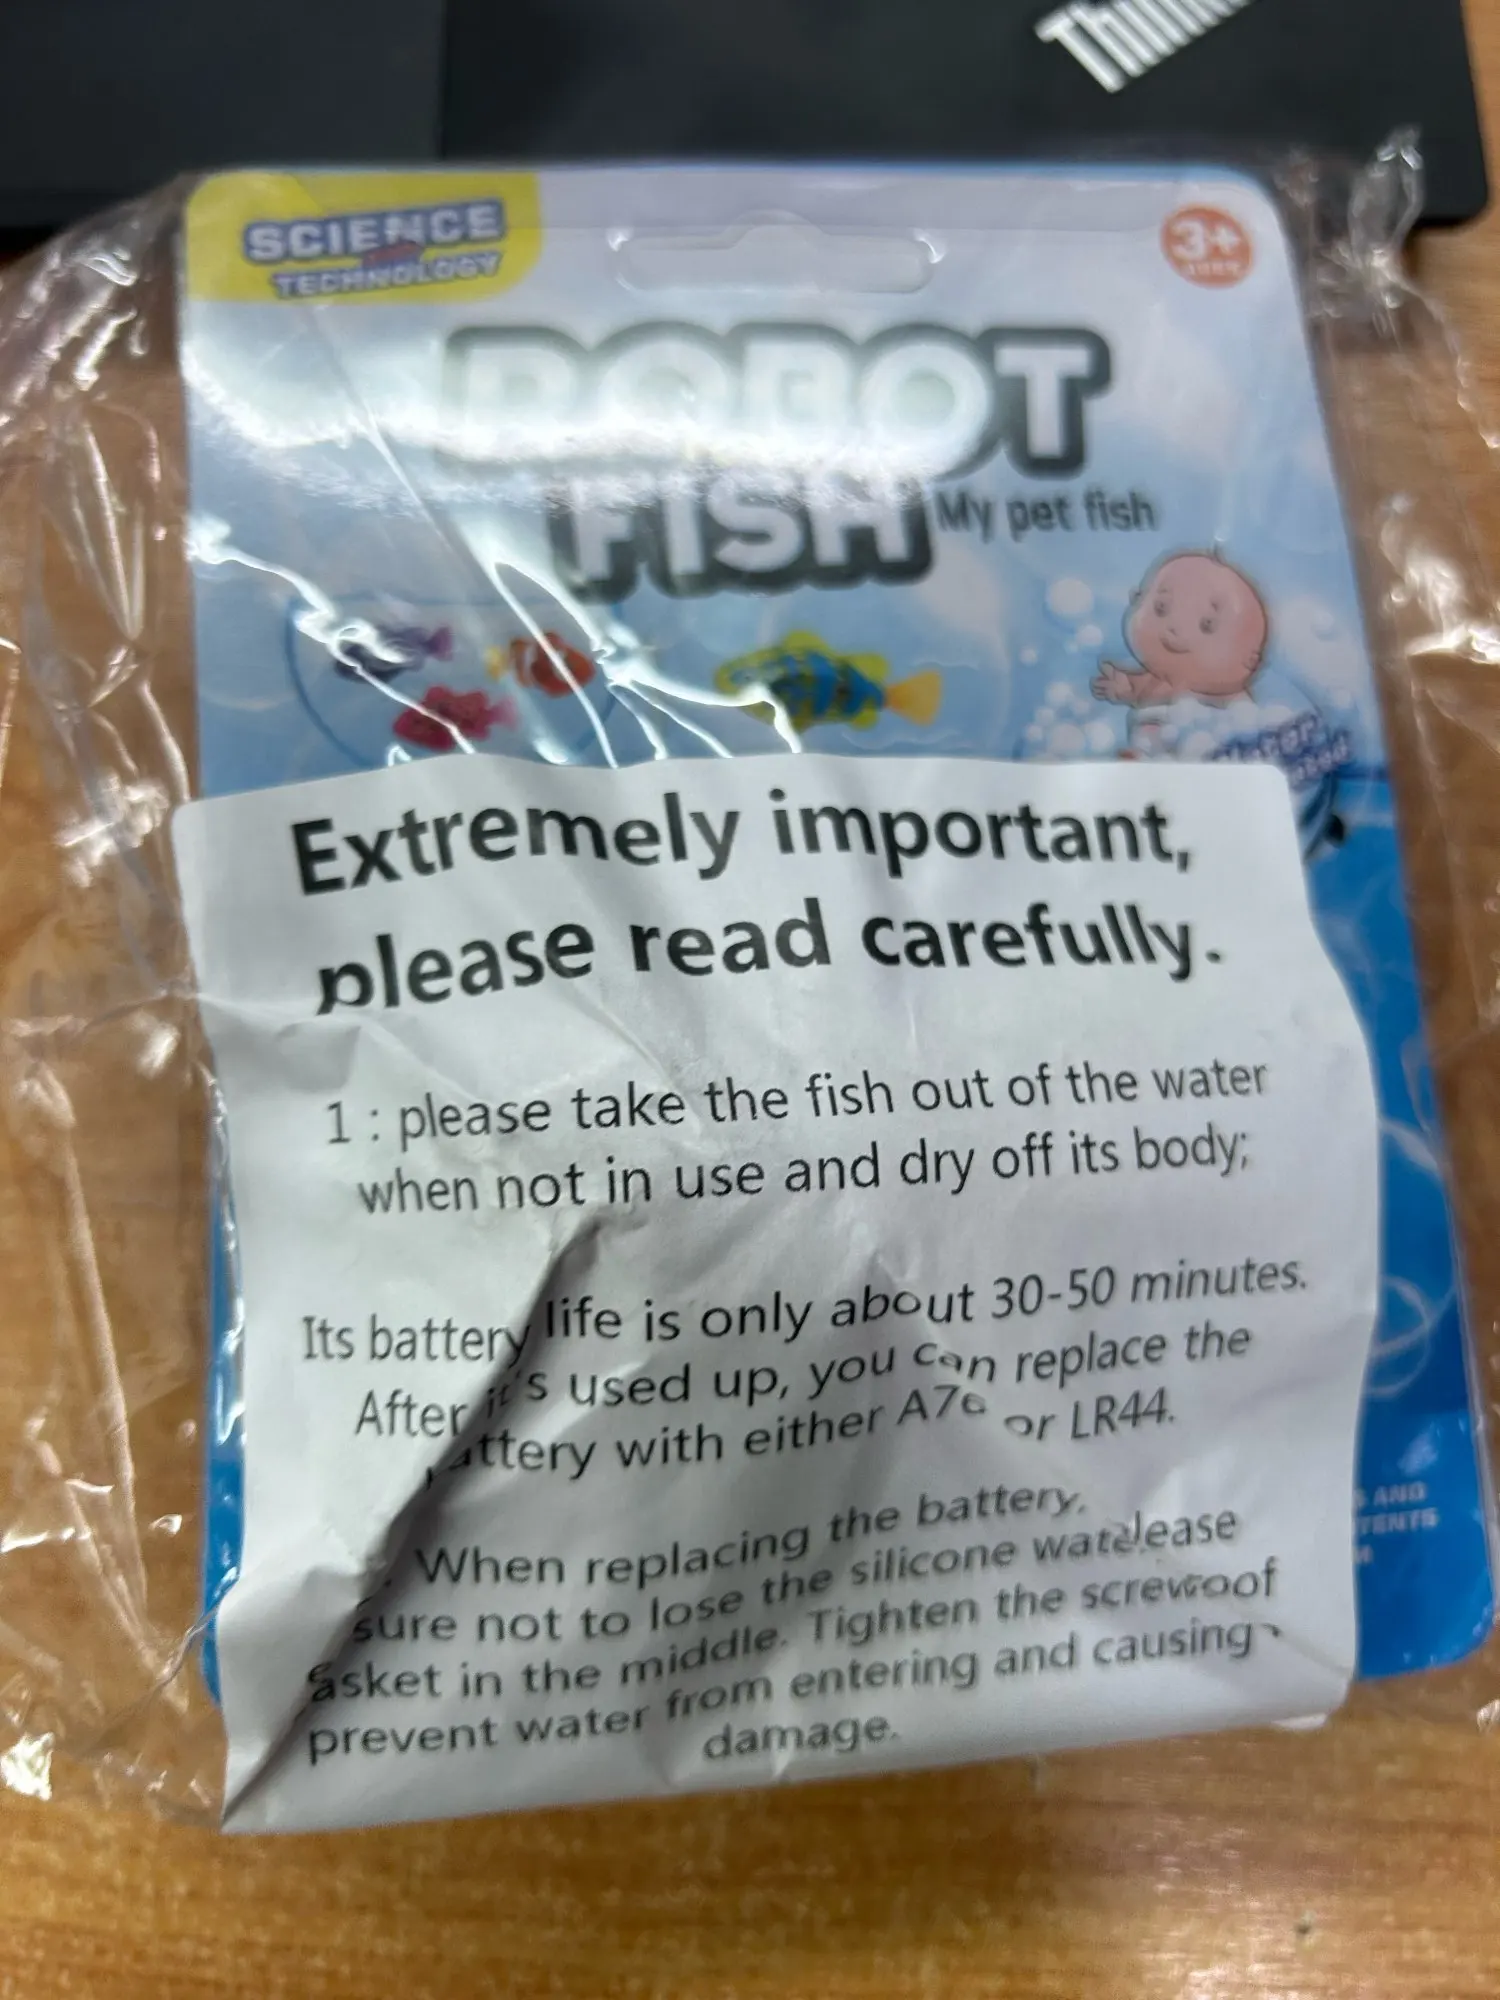 SCIENCE
TECHNOLOGY
3+
ROBOT
FISH My pet fish
Extremely important,
please read carefully.
1 : please take the fish out of the water
when not in use and dry off its body;
Its battery life is only about 30-50 minutes.
After it's used up, you can replace the
battery with either or LR44.
When replacing the battery,
sure not to lose the silicone
in the middle. Tighten the
prevent water from entering and causing
damage.
AND